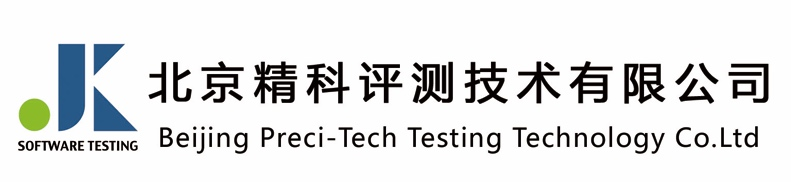 JK
SOFTWARE TESTING
北京精科评测技术有限公司
Beijing Preci-Tech Testing Technology Co.Ltd